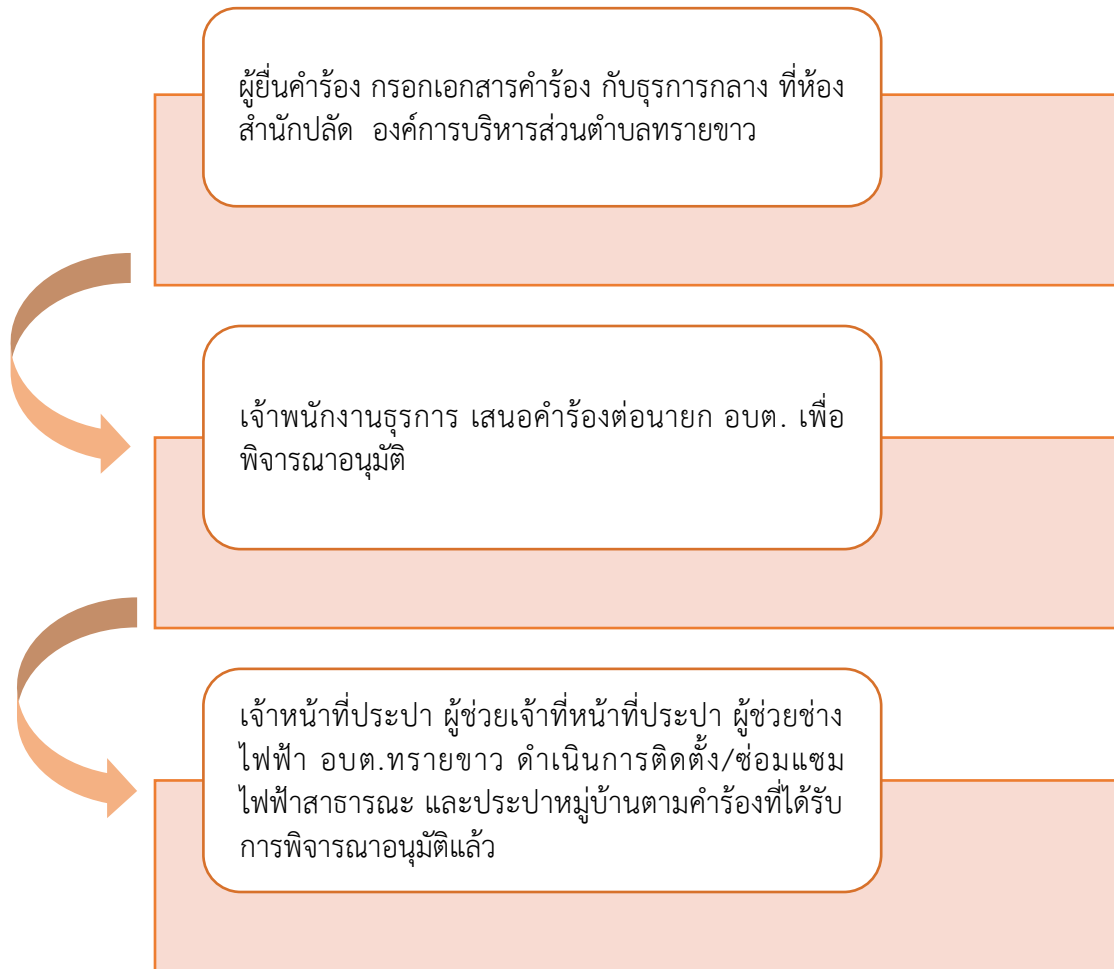 ผู้ยื่นคำร้อง กรอกเอกสารคำร้อง กับธุรการกลาง ที่ห้อง
สำนักปลัด องค์การบริหารส่วนตำบลทรายขาว
เจ้าพนักงานธุรการ เสนอคำร้องต่อนายก อบต. เพื่อ
พิจารณาอนุมัติ
เจ้าหน้าที่ประปา ผู้ช่วยเจ้าที่หน้าที่ประปา ผู้ช่วยช่าง
ไฟฟ้า อบต.ทรายขาว ดำเนินการติดตั้ง/ซ่อมแซม
ไฟฟ้าสาธารณะ และประปาหมู่บ้านตามคำร้องที่ได้รับ
การพิจารณาอนุมัติแล้ว